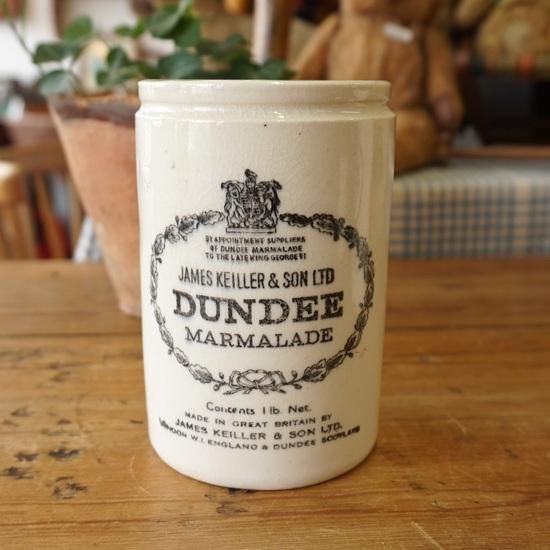 BY APPOINTMENT SUPPLIERS
OF DUNDEE MARMALADE
TO THE LATE KING GEORGE VI
JAMES KEILLER & SON LTD
DUNDEE
MARMALADE
Contents 1 lb. Net.
MADE IN GREAT BRITAIN BY
JAMES KEILLER & SON LTD.
LONDON W.1. ENGLAND & DUNDEE SCOTLAND